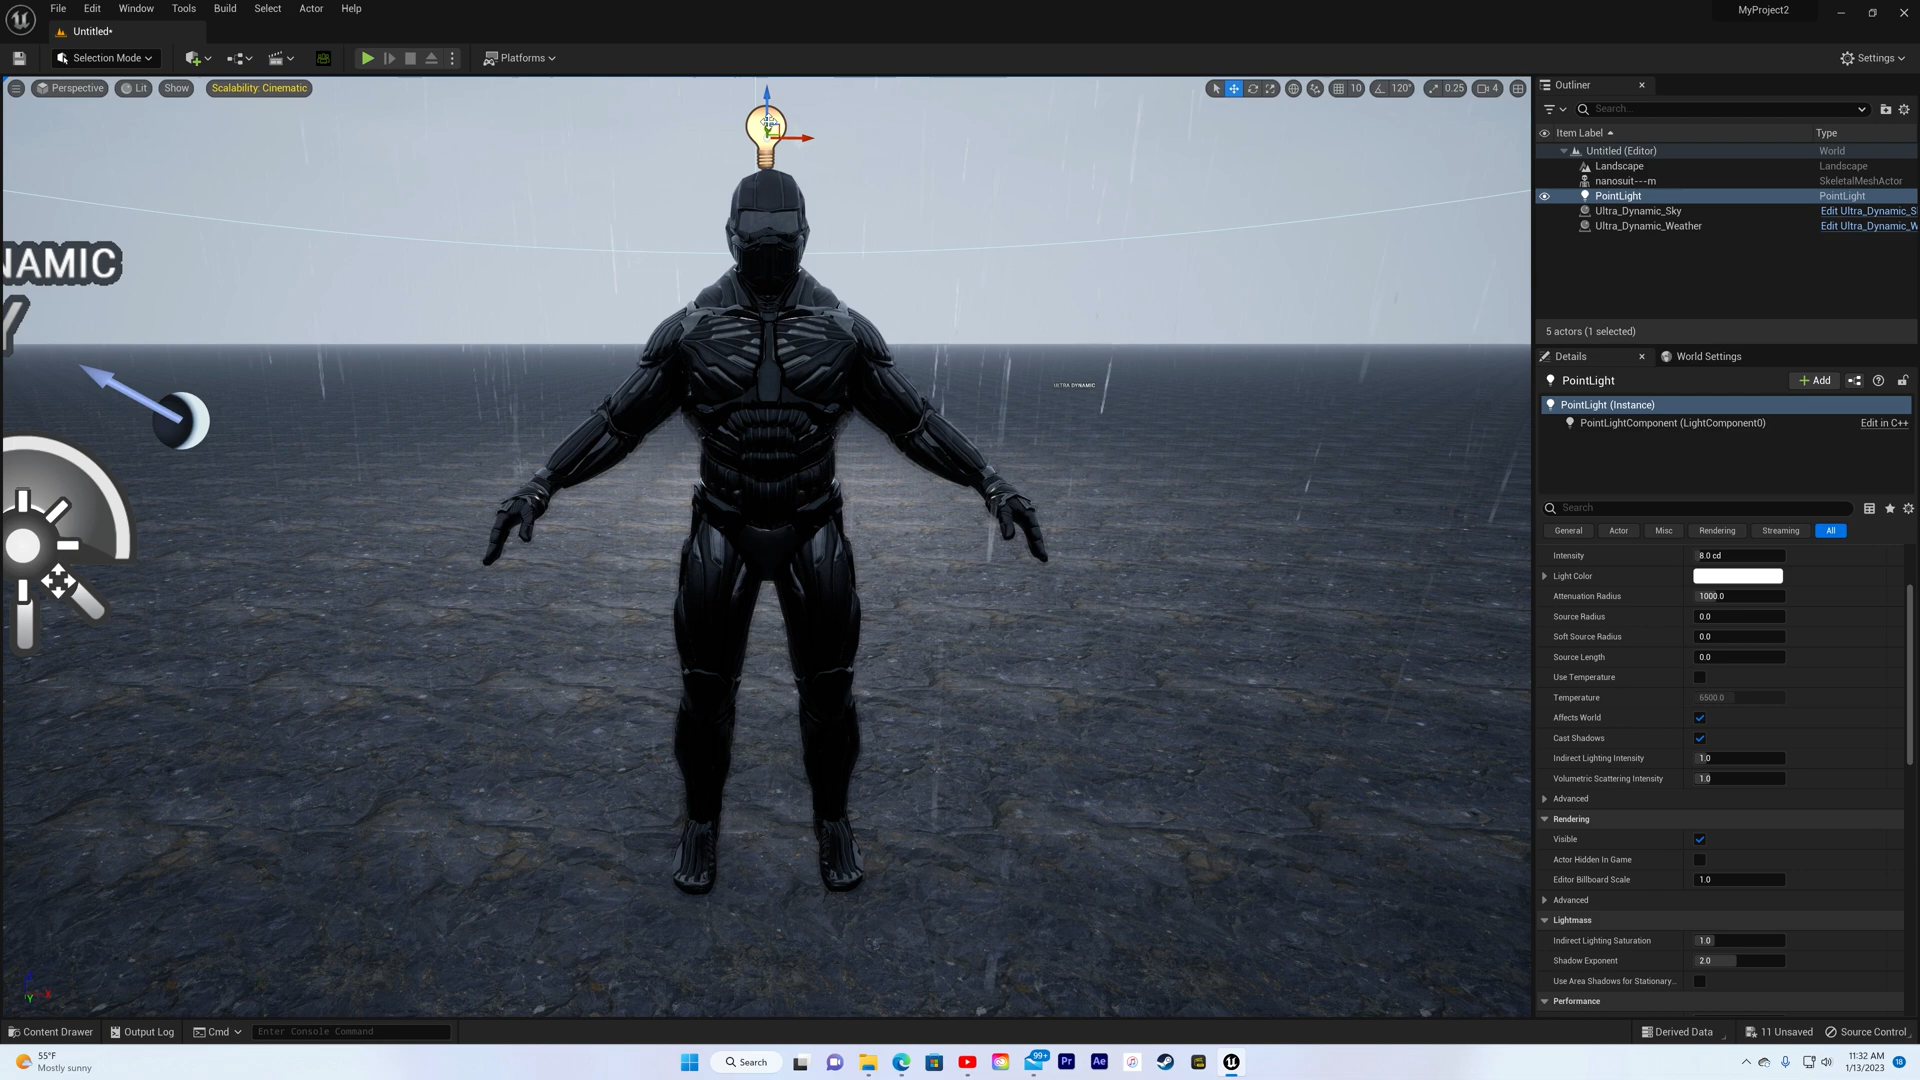 File Edit Window Tools Build Select Actor Help
MyProject2
Untitled*
Selection Mode
Platforms
Settings
Perspective Lit Show Scalability: Cinematic
10 120° 0.25 4
NAMIC
Y
ULTRA DYNAMIC
Outliner
Search...
Item Label Type
Untitled (Editor) World
Landscape Landscape
nanosuit---m SkeletalMeshActor
PointLight PointLight
Ultra_Dynamic_Sky Edit Ultra_Dynamic_S
Ultra_Dynamic_Weather Edit Ultra_Dynamic_W
5 actors (1 selected)
Details World Settings
PointLight + Add
PointLight (Instance)
PointLightComponent (LightComponent0) Edit in C++
Search
General Actor Misc Rendering Streaming All
Intensity 8.0 cd
Light Color
Attenuation Radius 1000.0
Source Radius 0.0
Soft Source Radius 0.0
Source Length 0.0
Use Temperature
Temperature 6500.0
Affects World
Cast Shadows
Indirect Lighting Intensity 1.0
Volumetric Scattering Intensity 1.0
Advanced
Rendering
Visible
Actor Hidden In Game
Editor Billboard Scale 1.0
Advanced
Lightmass
Indirect Lighting Saturation 1.0
Shadow Exponent 2.0
Use Area Shadows for Stationary...
Performance
Y X
Content Drawer Output Log Cmd Enter Console Command
Derived Data 11 Unsaved Source Control
55°F
Mostly sunny
Search
99+
Pr Ae
11:32 AM
1/13/2023
18